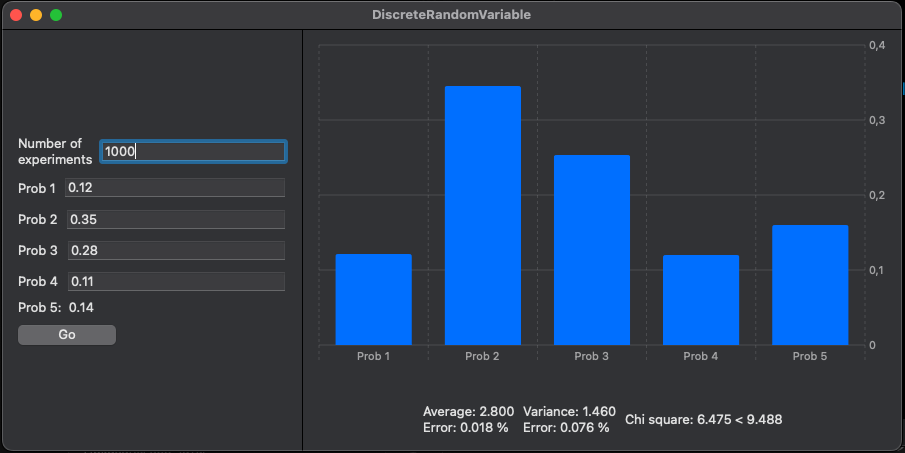 DiscreteRandomVariable
Number of
experiments
1000
Prob 1 0.12
Prob 2 0.35
Prob 3 0.28
Prob 4 0.11
Prob 5: 0.14
Go
0,4
0,3
0,2
0,1
0
Prob 1 Prob 2 Prob 3 Prob 4 Prob 5
Average: 2.800 Variance: 1.460
Error: 0.018 % Error: 0.076 %
Chi square: 6.475 < 9.488